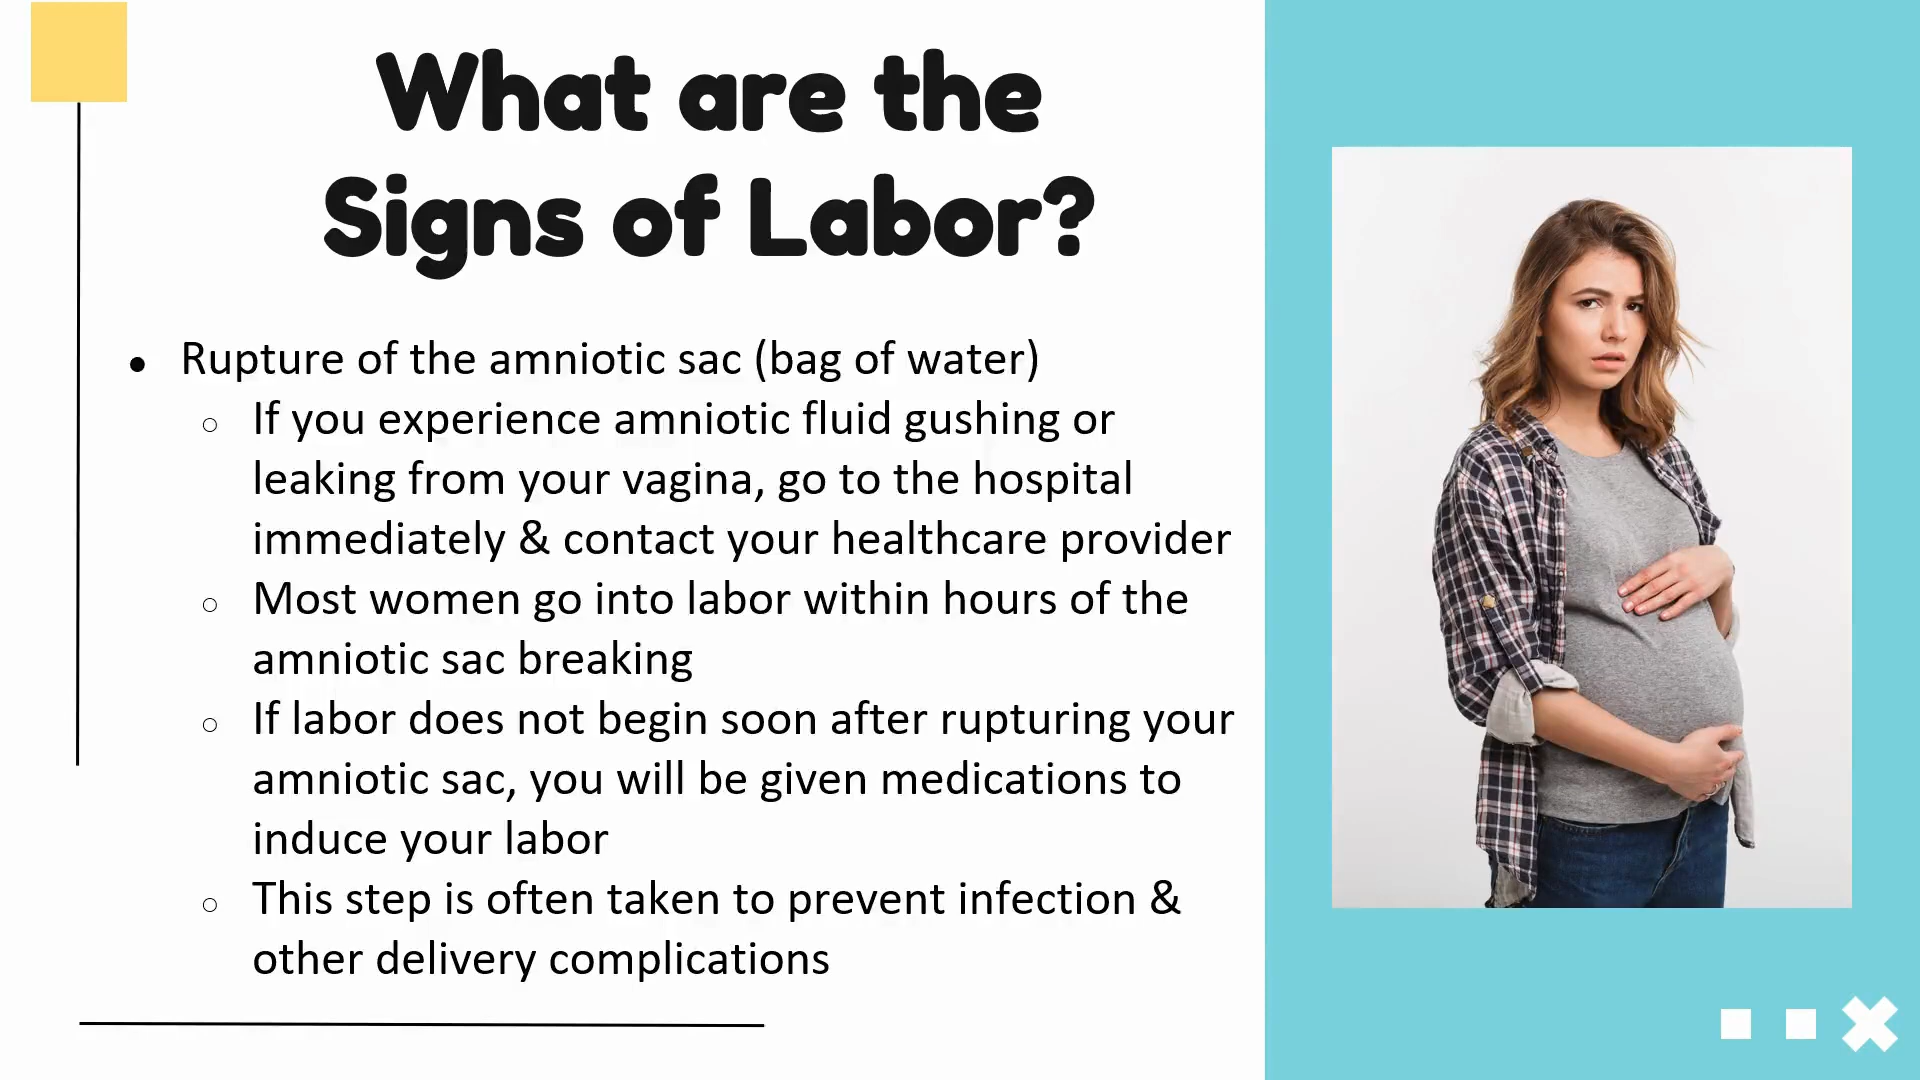 What are the
Signs of Labor?
● Rupture of the amniotic sac (bag of water)
○ If you experience amniotic fluid gushing or
leaking from your vagina, go to the hospital
immediately & contact your healthcare provider
○ Most women go into labor within hours of the
amniotic sac breaking
○ If labor does not begin soon after rupturing your
amniotic sac, you will be given medications to
induce your labor
○ This step is often taken to prevent infection &
other delivery complications